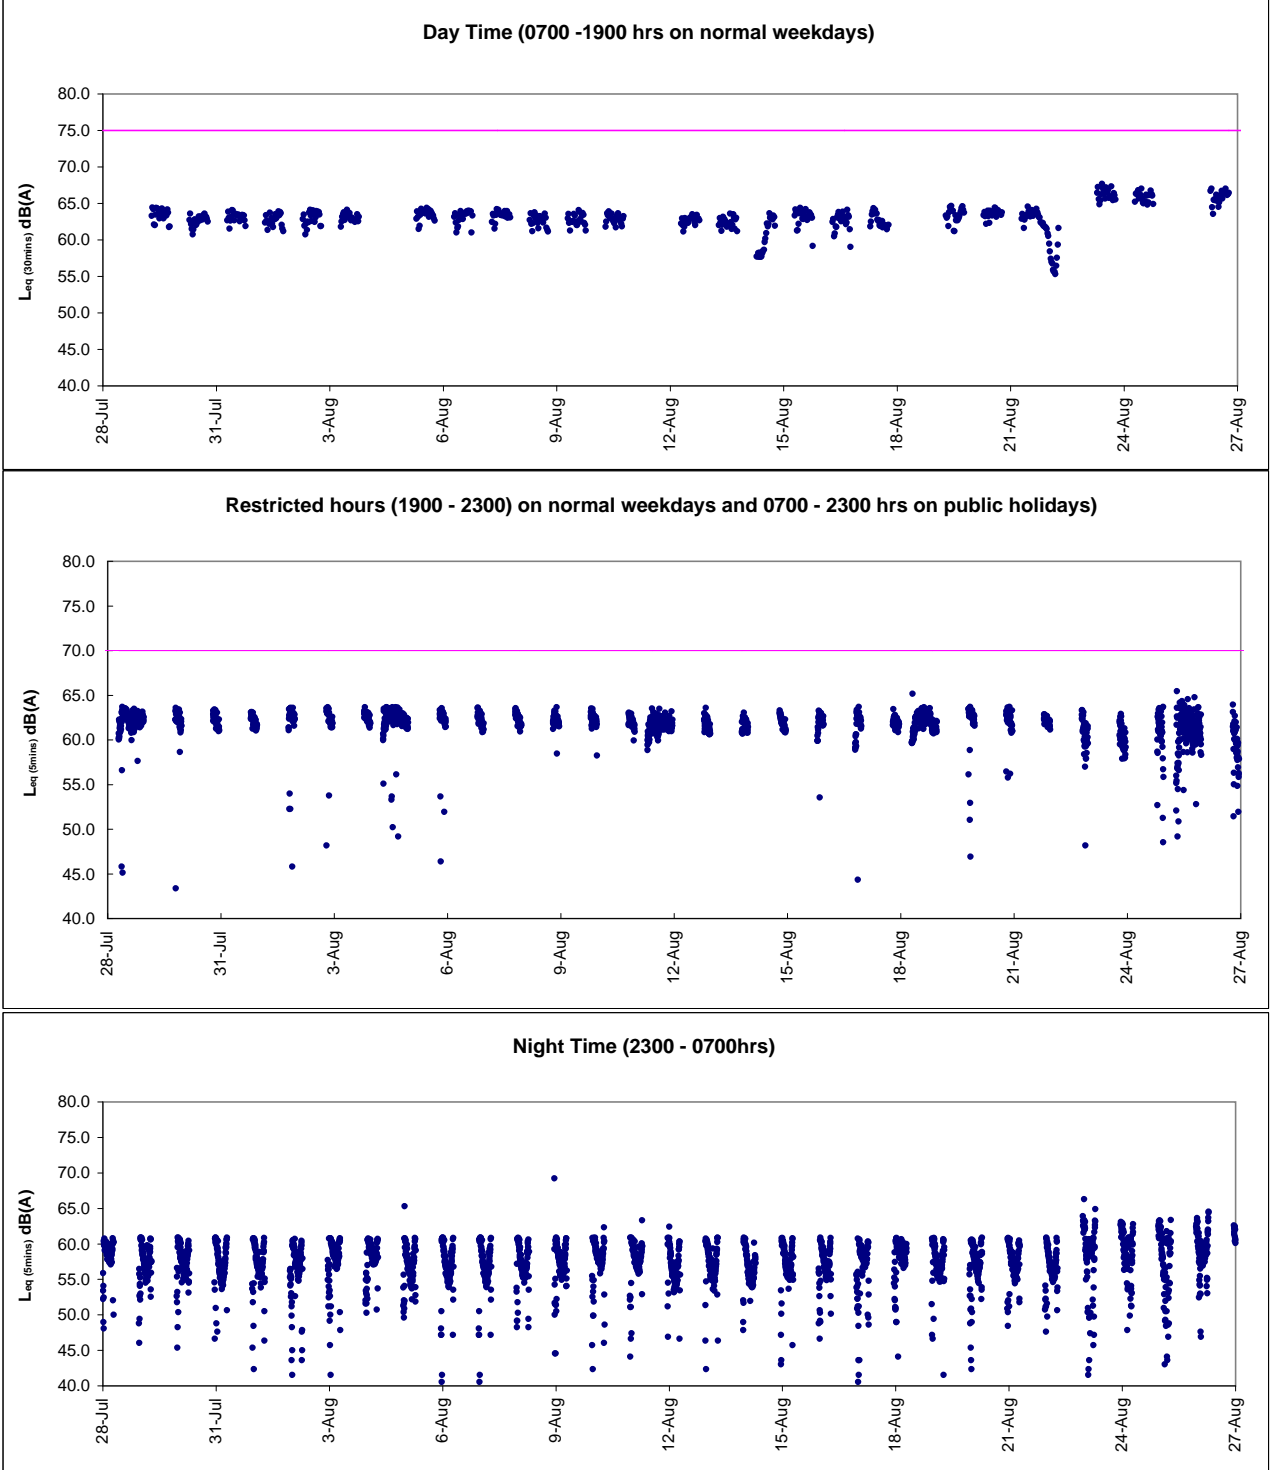 Day Time (0700 -1900 hrs on normal weekdays)
80.0
75.0
70.0
65.0
60.0
55.0
50.0
45.0
40.0
Leq (30mins) dB(A)
28-Jul
31-Jul
3-Aug
6-Aug
9-Aug
12-Aug
15-Aug
18-Aug
21-Aug
24-Aug
27-Aug
Restricted hours (1900 - 2300) on normal weekdays and 0700 - 2300 hrs on public holidays)
80.0
75.0
70.0
65.0
60.0
55.0
50.0
45.0
40.0
Leq (5mins) dB(A)
28-Jul
31-Jul
3-Aug
6-Aug
9-Aug
12-Aug
15-Aug
18-Aug
21-Aug
24-Aug
27-Aug
Night Time (2300 - 0700hrs)
80.0
75.0
70.0
65.0
60.0
55.0
50.0
45.0
40.0
Leq (5mins) dB(A)
28-Jul
31-Jul
3-Aug
6-Aug
9-Aug
12-Aug
15-Aug
18-Aug
21-Aug
24-Aug
27-Aug